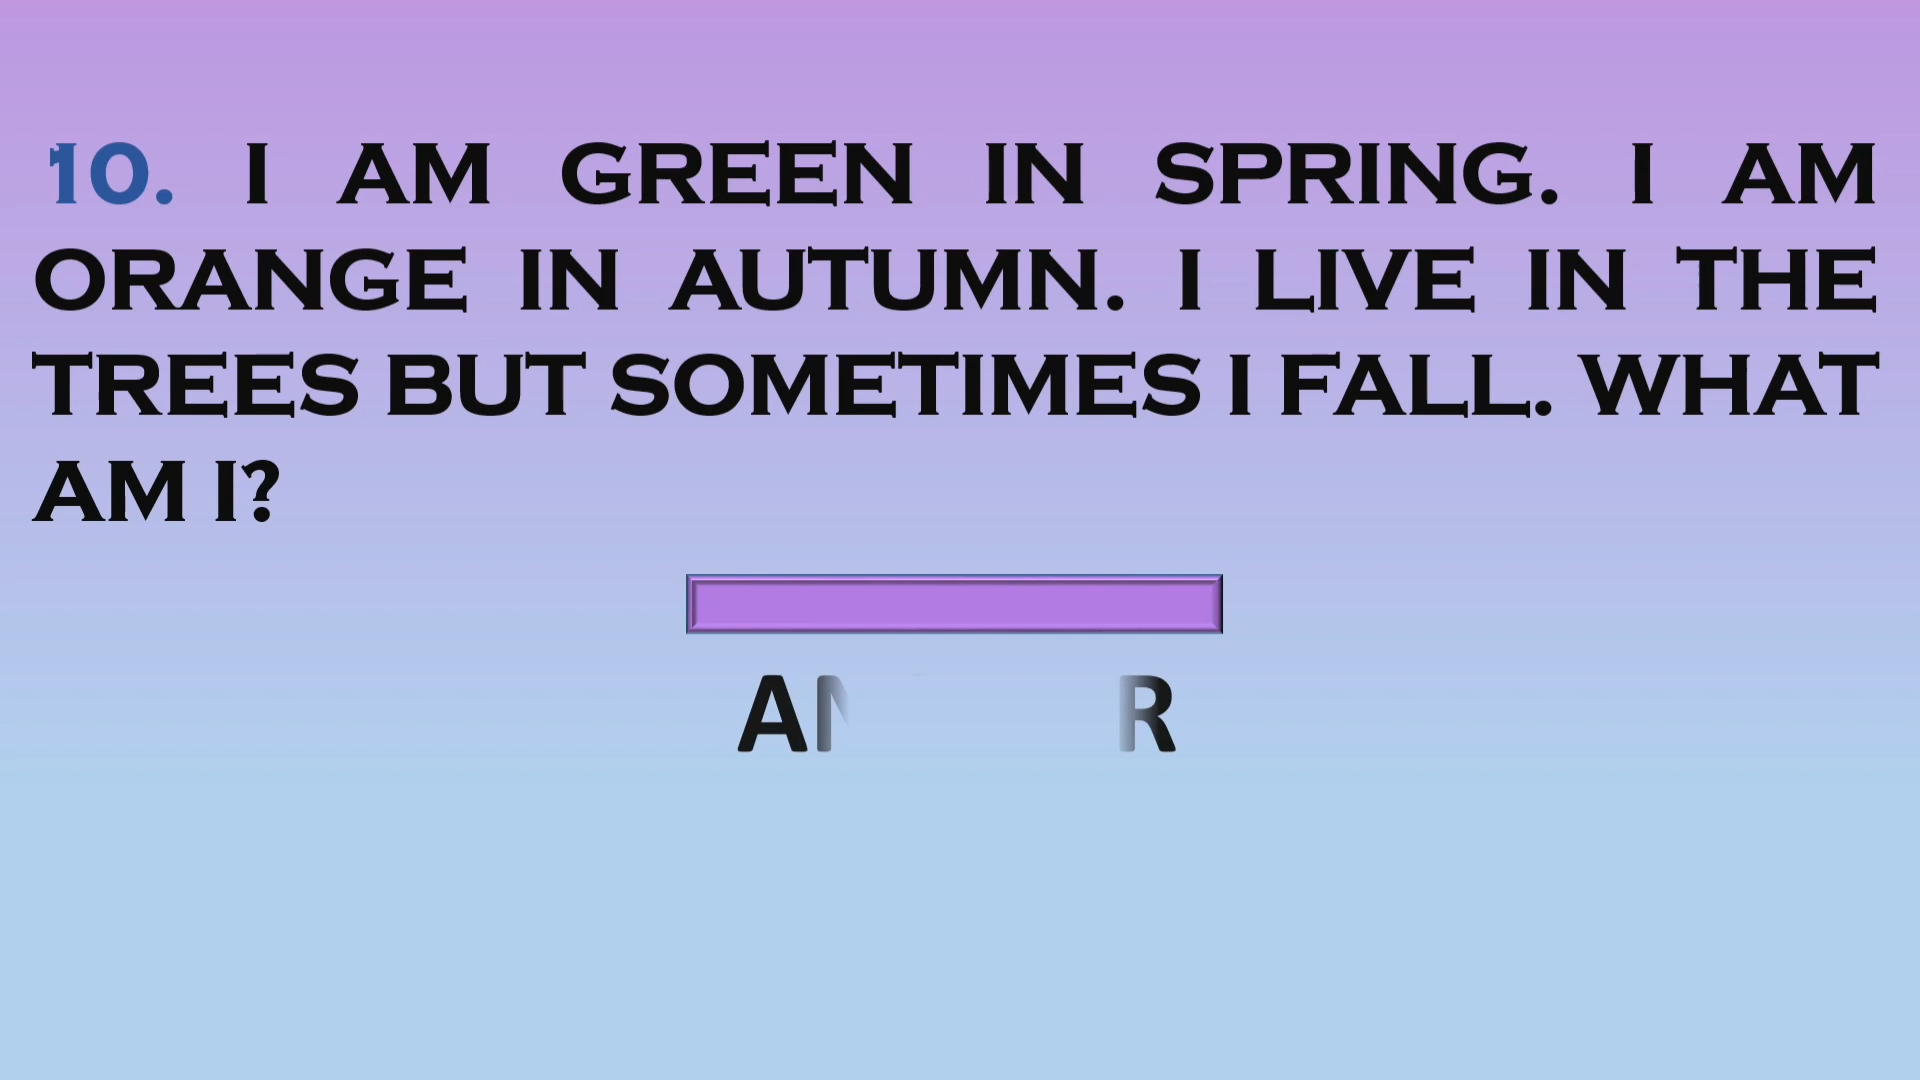 10. I AM GREEN IN SPRING. I AM
ORANGE IN AUTUMN. I LIVE IN THE
TREES BUT SOMETIMES I FALL. WHAT
AM I?